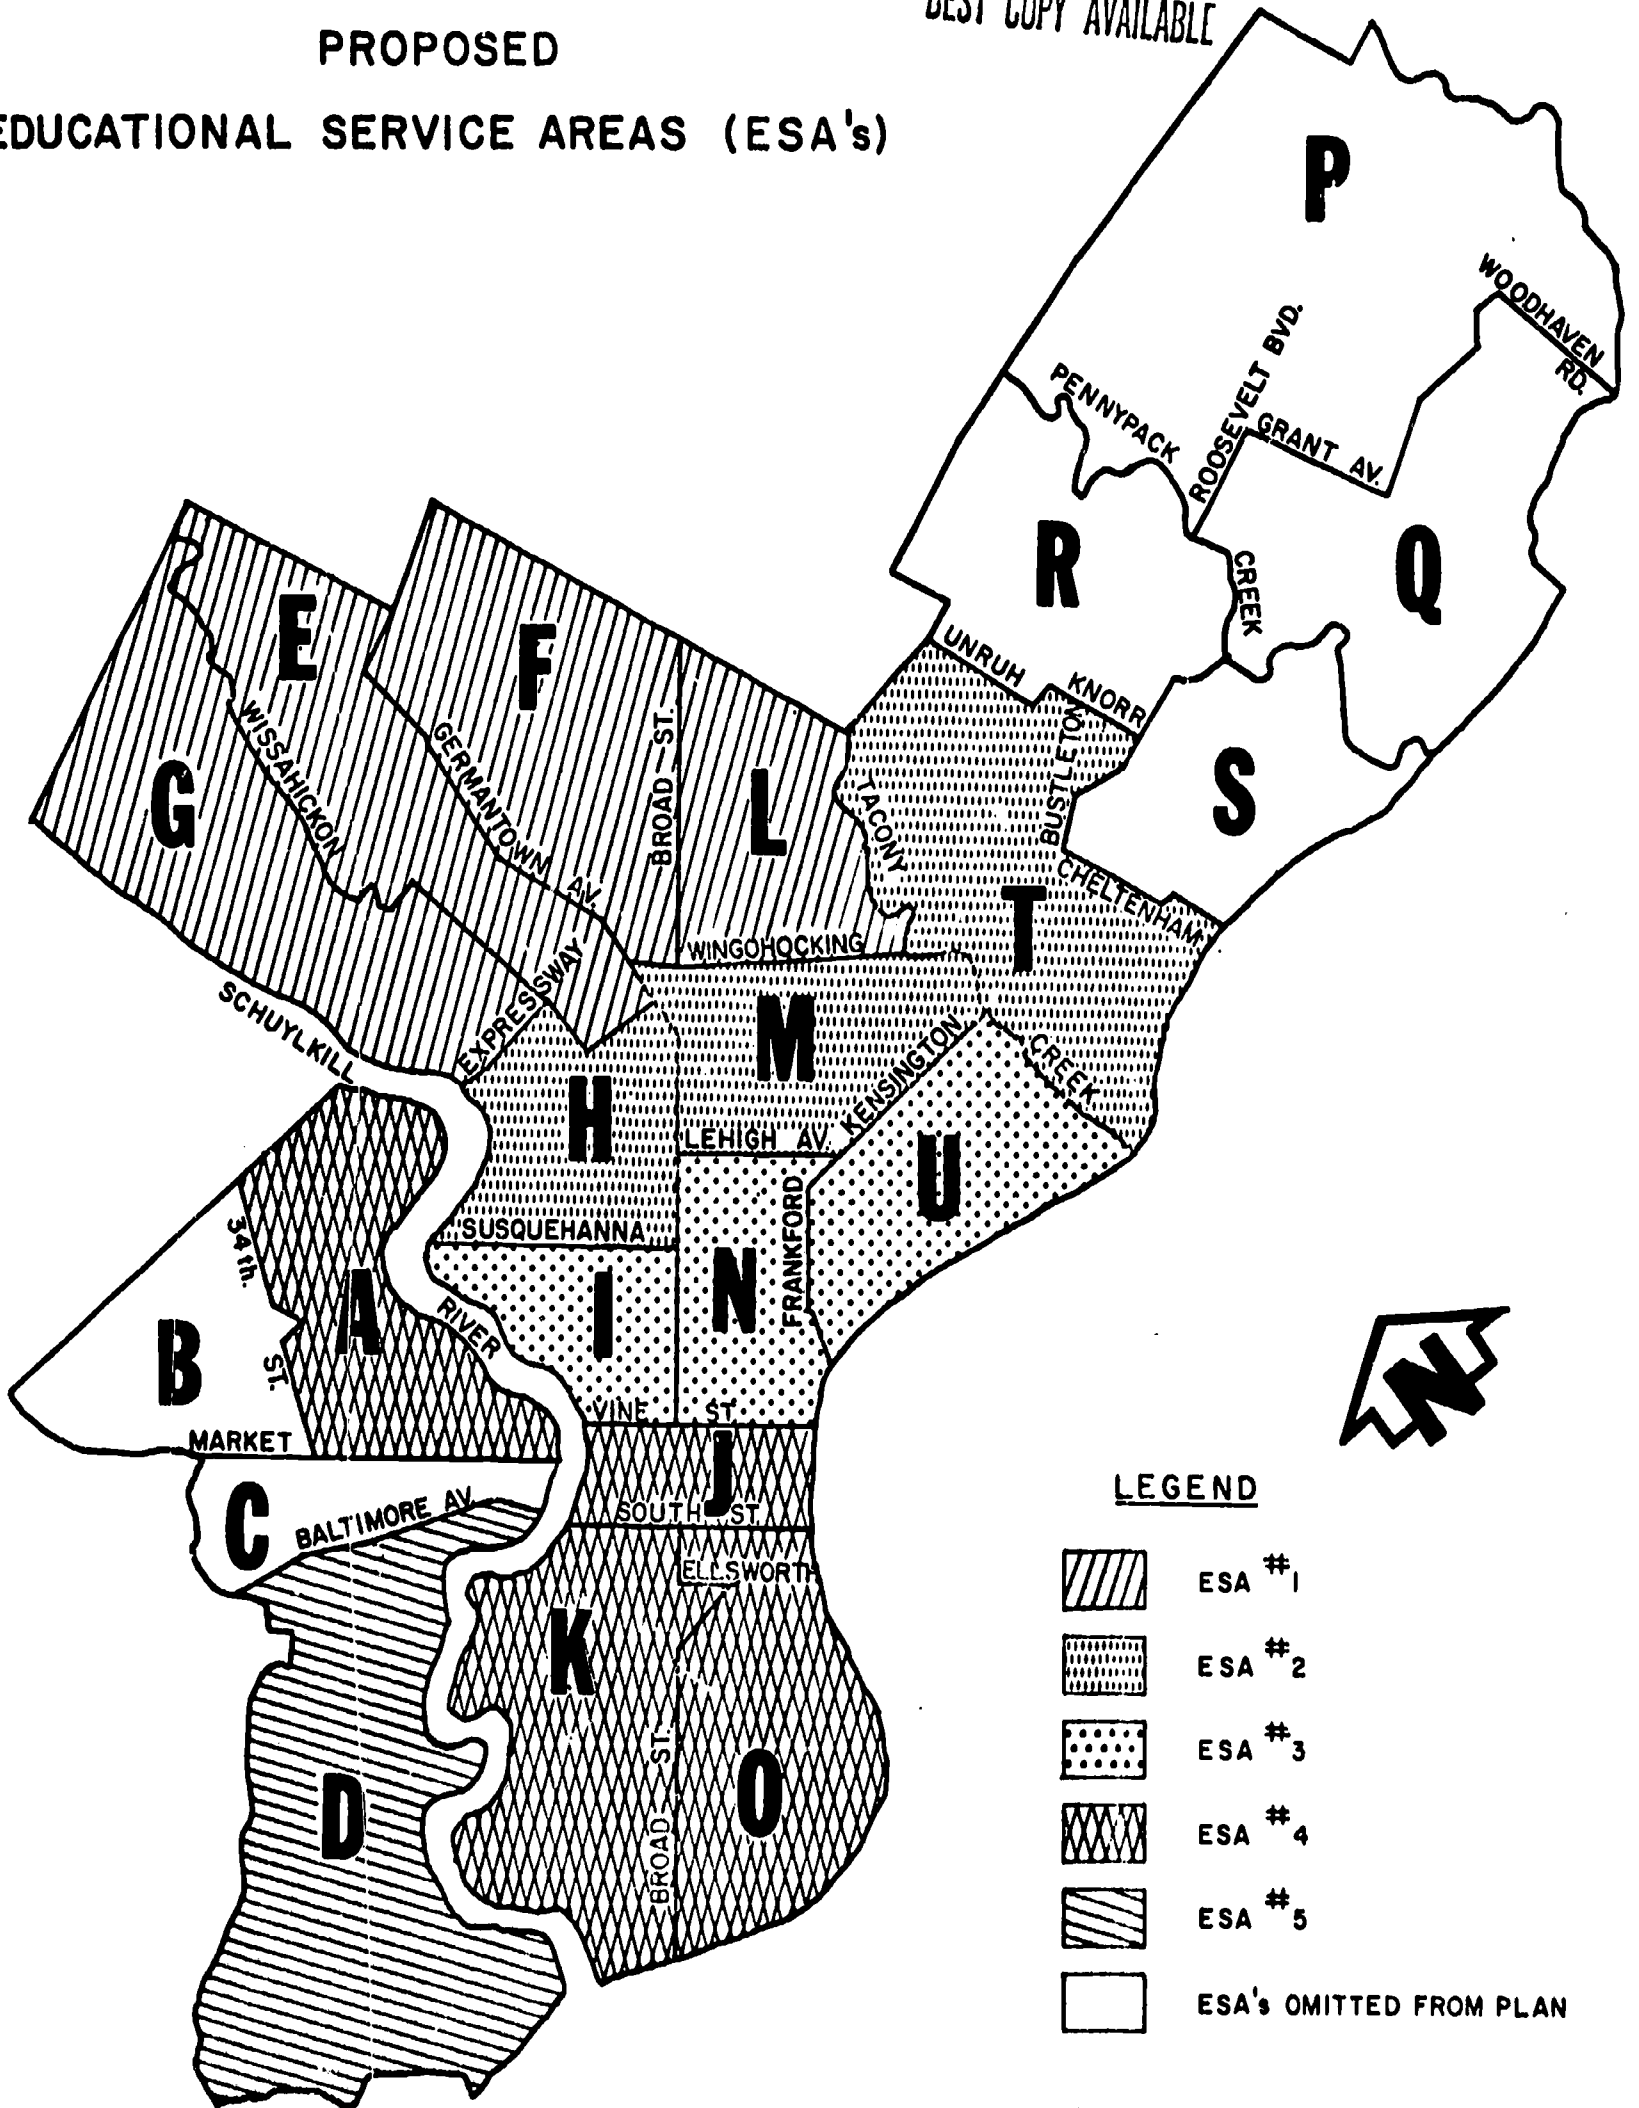 BEST COPY AVAILABLE
PROPOSED
EDUCATIONAL SERVICE AREAS (ESA's)
P
WOODHAVEN
RD.
ROOSEVELT BVD.
PENNYPACK
GRANT AV.
R
Q
CREEK
UNRUH
KNORR
E
F
BROAD ST.
BUSTLETON
G
WISSAHICKON
GERMANTOWN AV.
L
TACONY
S
CHELTENHAM
T
WINGOHOCKING
EXPRESSWAY
SCHUYLKILL
M
KENSINGTON
CREEK
H
LEHIGH AV.
U
34th.
ST.
SUSQUEHANNA
FRANKFORD
A
RIVER
I
N
B
VINE ST.
MARKET
J
C
BALTIMORE AV.
SOUTH ST.
ELLSWORTH
K
BROAD ST.
O
D
N
LEGEND
ESA #1
ESA #2
ESA #3
ESA #4
ESA #5
ESA's OMITTED FROM PLAN